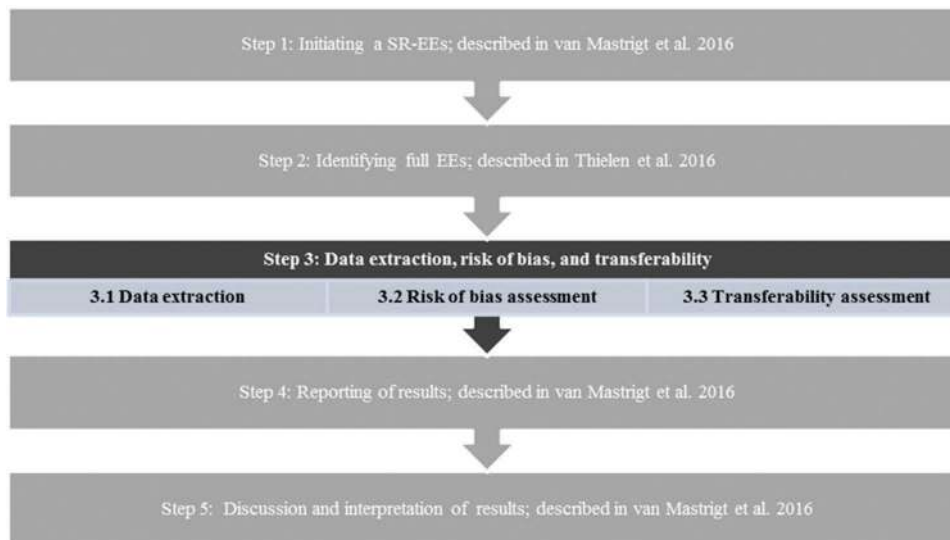 Step 1: Initiating a SR-EEs; described in van Mastrigt et al. 2016
Step 2: Identifying full EEs; described in Thielen et al. 2016
Step 3: Data extraction, risk of bias, and transferability
3.1 Data extraction
3.2 Risk of bias assessment
3.3 Transferability assessment
Step 4: Reporting of results; described in van Mastrigt et al. 2016
Step 5: Discussion and interpretation of results; described in van Mastrigt et al. 2016